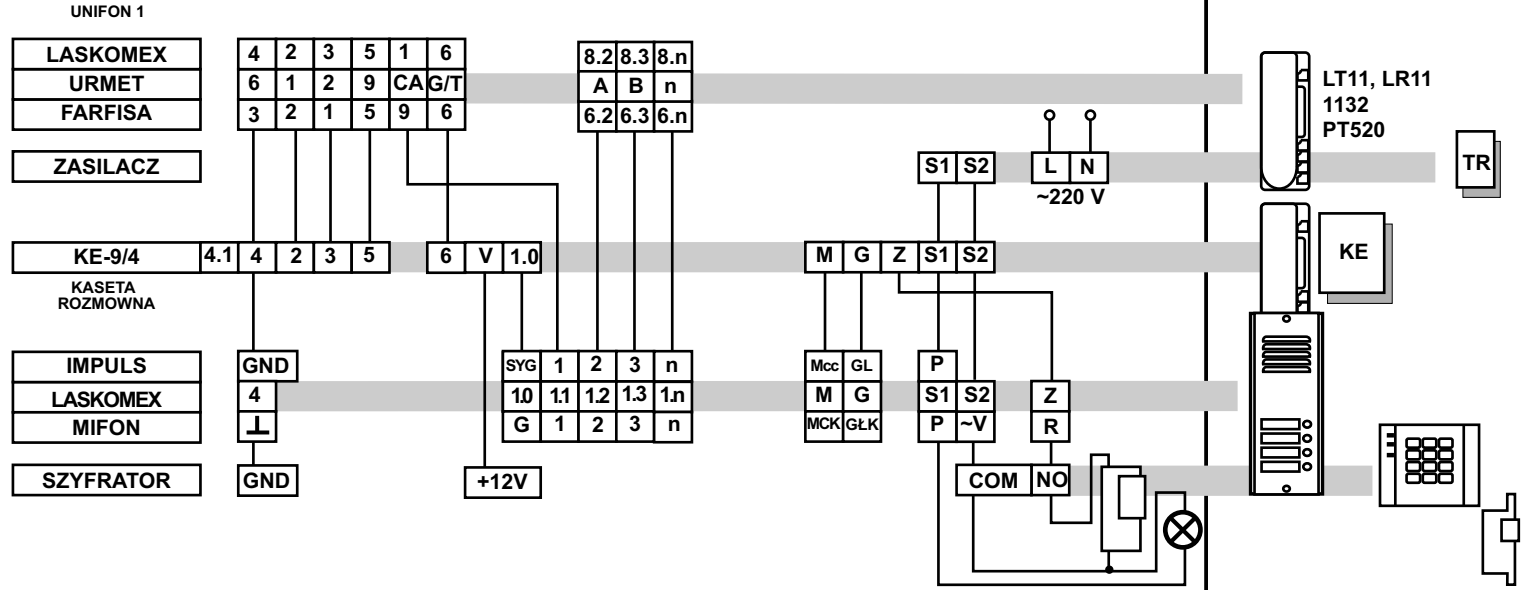 UNIFON 1
LASKOMEX 4 2 3 5 1 6 8.2 8.3 8.n
URMET 6 1 2 9 CA G/T A B n
FARFISA 3 2 1 5 9 6 6.2 6.3 6.n
LT11, LR11
1132
PT520
ZASILACZ S1 S2 L N TR
~220 V
KE-9/4 4.1 4 2 3 5 6 V 1.0 M G Z S1 S2 KE
KASETA
ROZMOWNA
IMPULS GND SYG 1 2 3 n Mcc GL P
LASKOMEX 4 1.0 1.1 1.2 1.3 1.n M G S1 S2 Z
MIFON ⊥ G 1 2 3 n MCK GŁK P ~V R
SZYFRATOR GND +12V COM NO